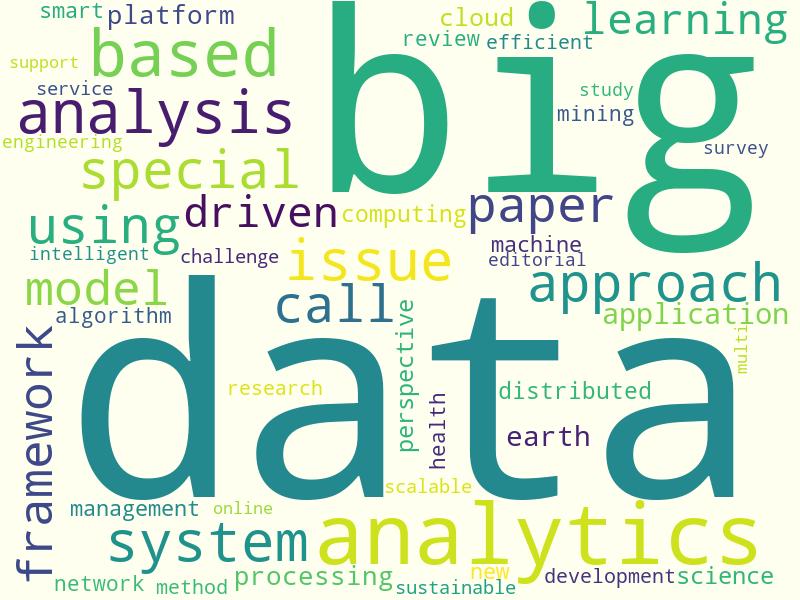 smart
platform
cloud
learning
review
efficient
big
based
support
service
study
mining
analysis
engineering
survey
special
driven
computing
paper
using
machine
intelligent
challenge
issue
editorial
model
approach
call
algorithm
application
multi
framework
perspective
data
research
distributed
health
earth
scalable
management
online
system
analytics
network
method
processing
new
sustainable
development
science